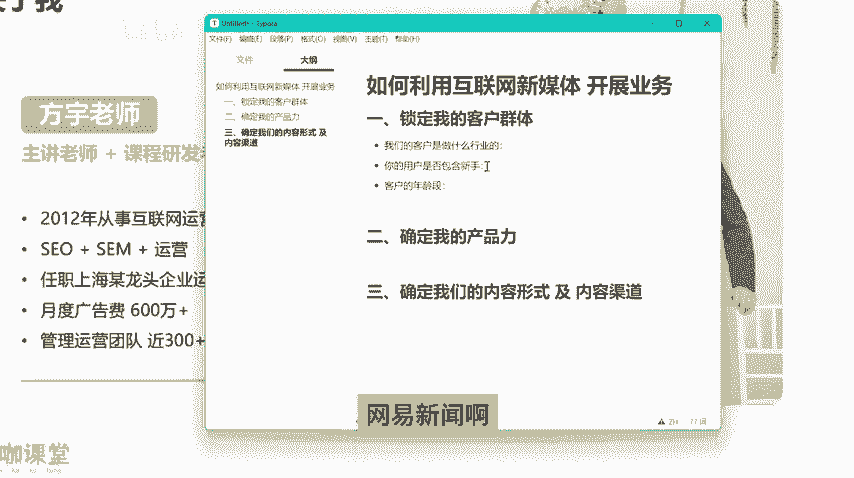 方宇老师
主讲老师 + 课程研发
• 2012年从事互联网运营
• SEO + SEM + 运营
• 任职上海某龙头企业运
• 月度广告费 600万+
• 管理运营团队 近300+
咖课堂
Untitled - Typora
文件(F) 编辑(E) 段落(P) 格式(O) 视图(V) 主题(T) 帮助(H)
文件 大纲
如何利用互联网新媒体 开展业务
一、锁定我的客户群体
二、确定我的产品力
三、确定我们的内容形式 及
内容渠道
如何利用互联网新媒体 开展业务
一、锁定我的客户群体
• 我们的客户是做什么行业的:
• 你的用户是否包含新手:
• 客户的年龄段:
二、确定我的产品力
三、确定我们的内容形式 及 内容渠道
77 词
网易新闻啊